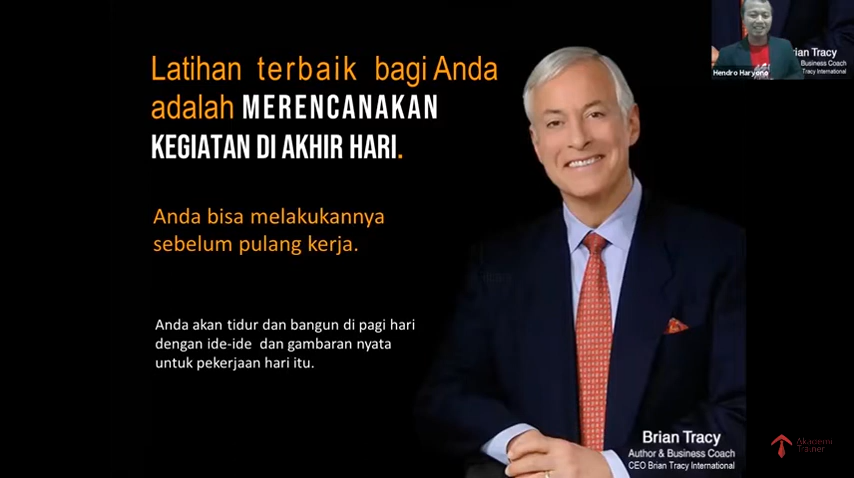 Latihan terbaik bagi Anda
adalah MERENCANAKAN
KEGIATAN DI AKHIR HARI.
Anda bisa melakukannya
sebelum pulang kerja.
Anda akan tidur dan bangun di pagi hari
dengan ide-ide dan gambaran nyata
untuk pekerjaan hari itu.
Brian Tracy
Author & Business Coach
CEO Brian Tracy International
rian Tracy
Business Coach
Tracy International
Hendro Haryono
Akademi
Trainer